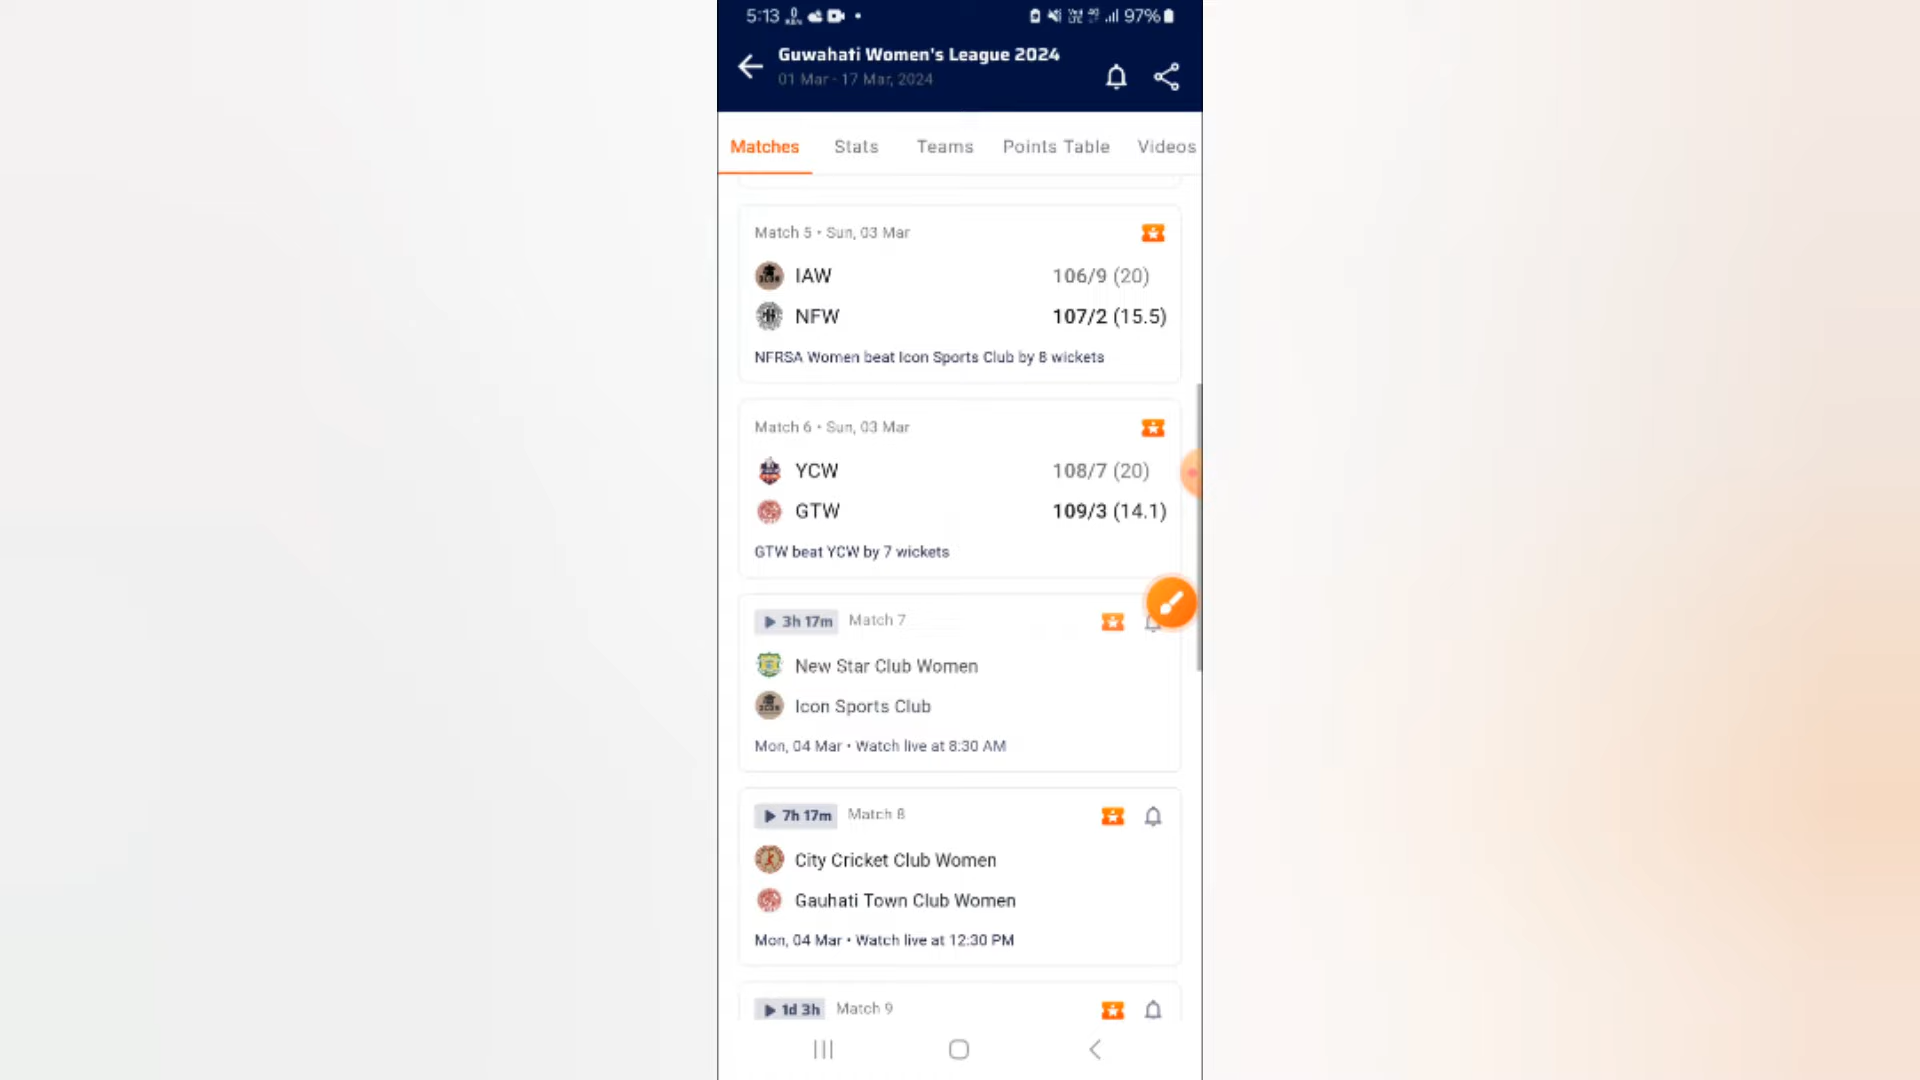 5:13 97%
Guwahati Women's League 2024
01 Mar - 17 Mar, 2024
Matches Stats Teams Points Table Videos
Match 5 • Sun, 03 Mar
IAW 106/9 (20)
NFW 107/2 (15.5)
NFRSA Women beat Icon Sports Club by 8 wickets
Match 6 • Sun, 03 Mar
YCW 108/7 (20)
GTW 109/3 (14.1)
GTW beat YCW by 7 wickets
3h 17m Match 7
New Star Club Women
Icon Sports Club
Mon, 04 Mar • Watch live at 8:30 AM
7h 17m Match 8
City Cricket Club Women
Gauhati Town Club Women
Mon, 04 Mar • Watch live at 12:30 PM
1d 3h Match 9